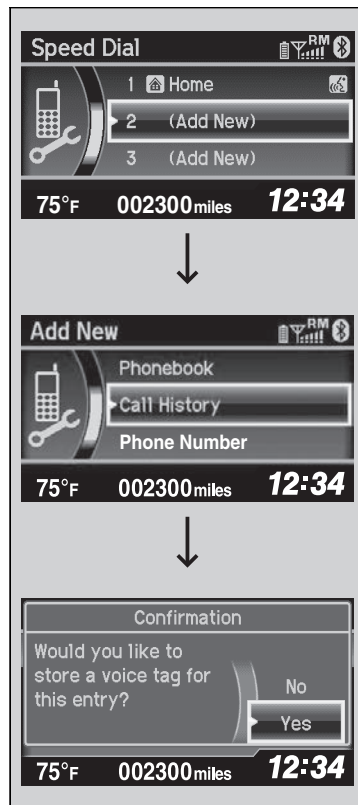 Speed Dial
RM
1 Home
2 (Add New)
3 (Add New)
75°F 002300 miles 12:34
Add New
RM
Phonebook
Call History
Phone Number
75°F 002300 miles 12:34
Confirmation
Would you like to
store a voice tag for
this entry?
No
Yes
75°F 002300 miles 12:34